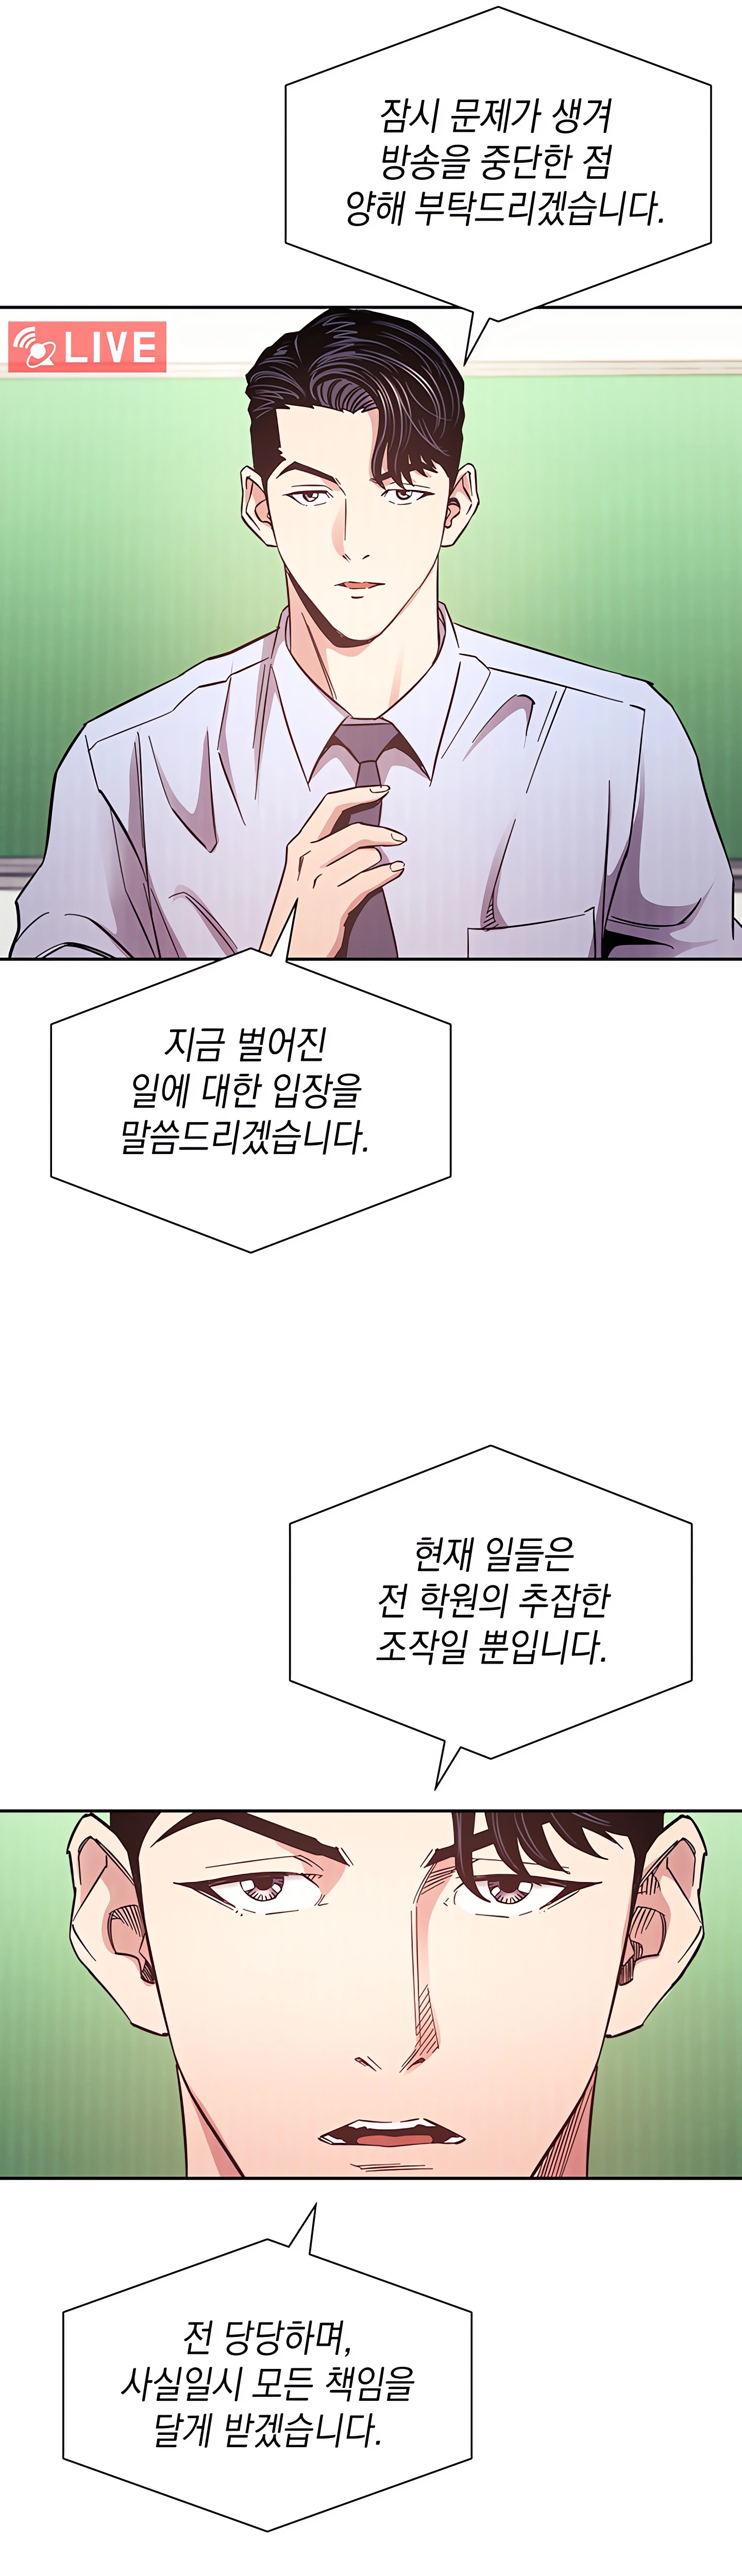 잠시 문제가 생겨
방송을 중단한 점
양해 부탁드리겠습니다.
LIVE
지금 벌어진
일에 대한 입장을
말씀드리겠습니다.
현재 일들은
전 학원의 추잡한
조작일 뿐입니다.
전 당당하며,
사실일시 모든 책임을
달게 받겠습니다.